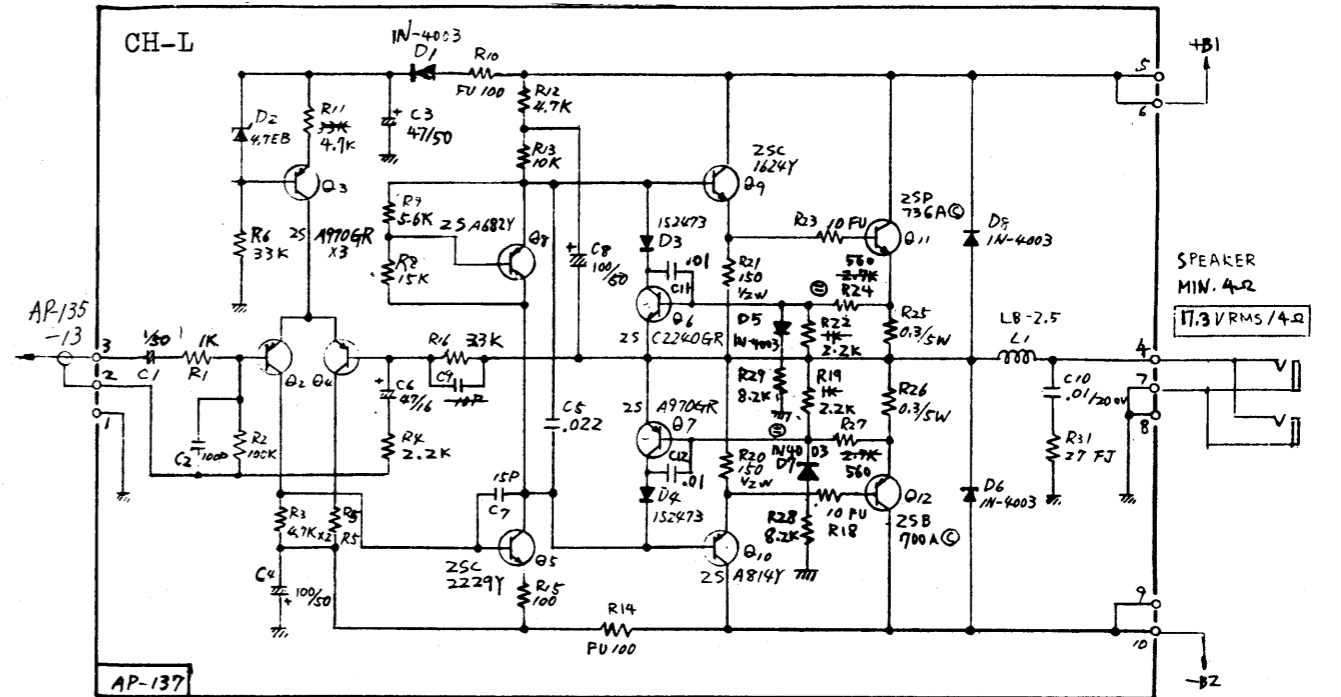 CH-L
1N-4003
D1
R10
FU 100
+B1
5
6
D2
4.7EB
R11
33K
4.7K
+ C3
47/50
R12
4.7K
R13
10K
2SC
1624Y
Q9
Q3
R9
5.6K
2SA682Y
Q8
+
C8
100/50
1S2473
D3
.01
C11
R21
150
1/2W
R23
10 FU
2SD
736A Ⓒ
Q11
D8
1N-4003
R6
33K
2S A970GR
×3
R8
15K
Q6
2S C2240GR
560
2.7K
R24
D5
1N4003
R22
1K
2.2K
R25
0.3/5W
SPEAKER
MIN. 4Ω
17.3VRMS/4Ω
AP-135
-13
3
2
1
1/50
C1
1K
R1
Q2
Q4
R16
33K
C9
10P
+
C6
47/16
R4
2.2K
C5
.022
LB-2.5
L1
4
7
8
R29
8.2K
R19
1K
2.2K
R26
0.3/5W
C10
.01/200V
R31
27 FJ
C2
100P
R2
100K
2S A970GR
Q7
C12
.01
R27
2.7K
560
1N4003
D7
R20
150
1/2W
D4
1S2473
Q12
2SB
700A Ⓒ
10 FU
R18
D6
1N-4003
R28
8.2K
15P
C7
R3
4.7K×2
R5
Q5
2SC
2229Y
Q10
2S A814Y
C4
100/50
+
R15
100
R14
FU 100
9
10
-B2
AP-137